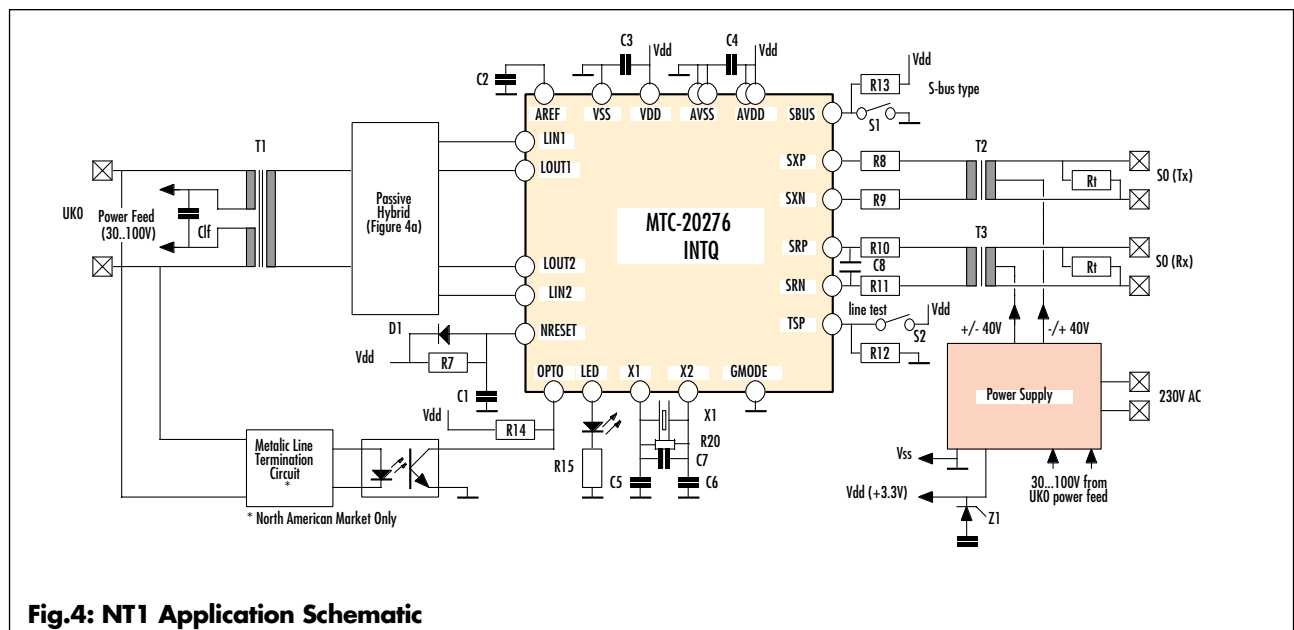 C3
Vdd
C4
Vdd
C2
Vdd
R13
S-bus type
AREF
VSS
VDD
AVSS
AVDD
SBUS
S1
LIN1
T1
SXP
R8
T2
LOUT1
Rt
S0 (Tx)
UK0
Power Feed
(30..100V)
Clf
Passive
Hybrid
(Figure 4a)
SXN
R9
MTC-20276
INTQ
SRP
R10
T3
C8
Rt
S0 (Rx)
LOUT2
SRN
R11
LIN2
line test
Vdd
TSP
S2
+/- 40V
-/+ 40V
D1
NRESET
Vdd
R7
R12
OPTO
LED
X1
X2
GMODE
C1
Power Supply
230V AC
Vdd
X1
R14
R20
Metalic Line
Termination
Circuit
*
R15
C7
Vss
C5
C6
30...100V from
UK0 power feed
Vdd (+3.3V)
* North American Market Only
Z1
Fig.4: NT1 Application Schematic